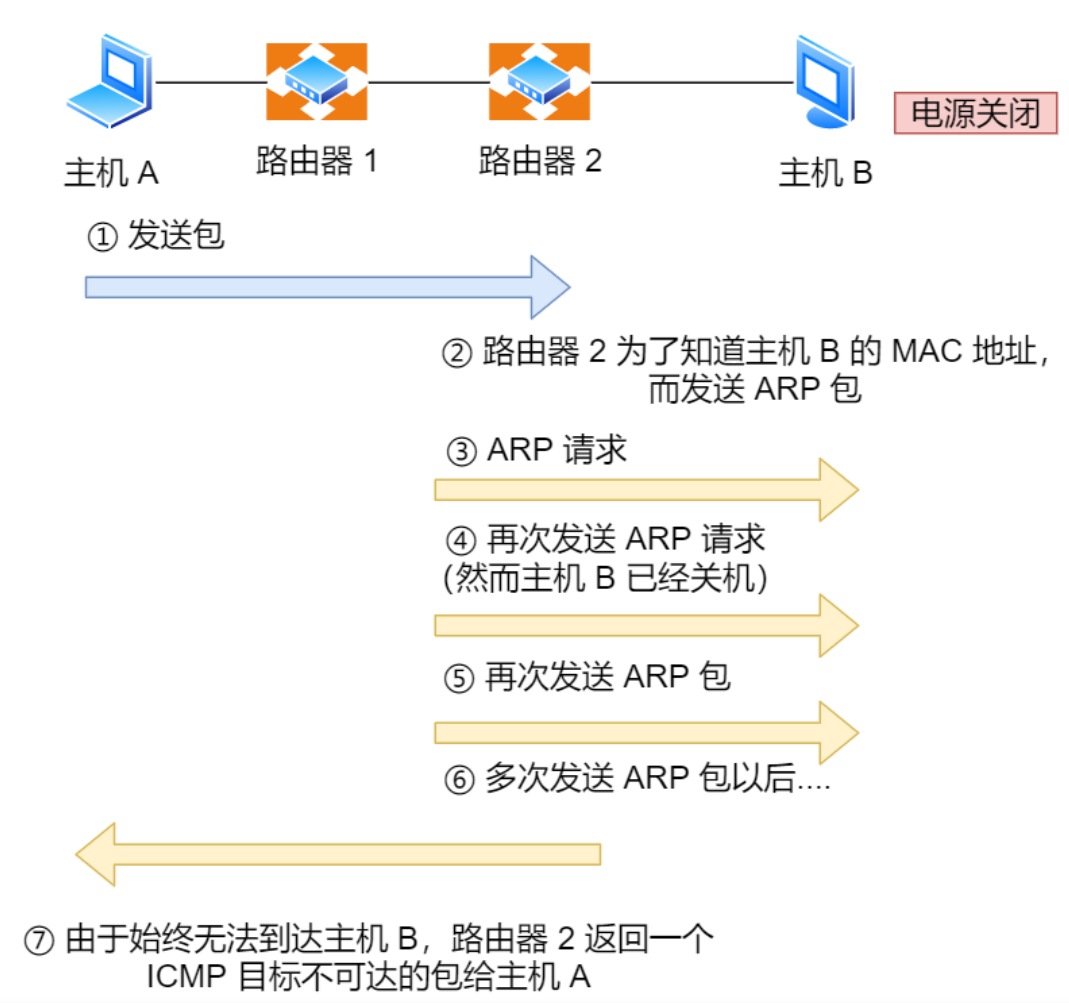 电源关闭
主机 A
路由器 1
路由器 2
主机 B
① 发送包
② 路由器 2 为了知道主机 B 的 MAC 地址，
而发送 ARP 包
③ ARP 请求
④ 再次发送 ARP 请求
（然而主机 B 已经关机）
⑤ 再次发送 ARP 包
⑥ 多次发送 ARP 包以后....
⑦ 由于始终无法到达主机 B，路由器 2 返回一个
ICMP 目标不可达的包给主机 A